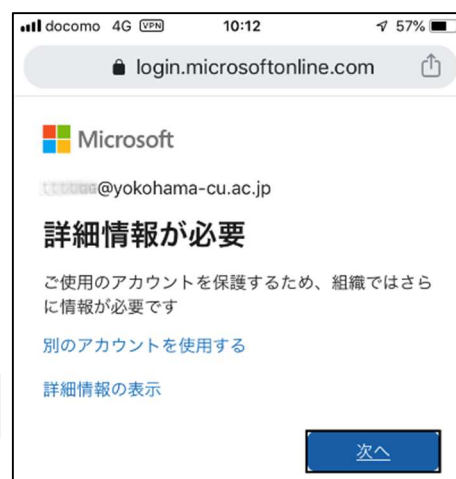 docomo 4G VPN 10:12 57%
login.microsoftonline.com
Microsoft
@yokohama-cu.ac.jp
詳細情報が必要
ご使用のアカウントを保護するため、組織ではさら
に情報が必要です
別のアカウントを使用する
詳細情報の表示
次へ